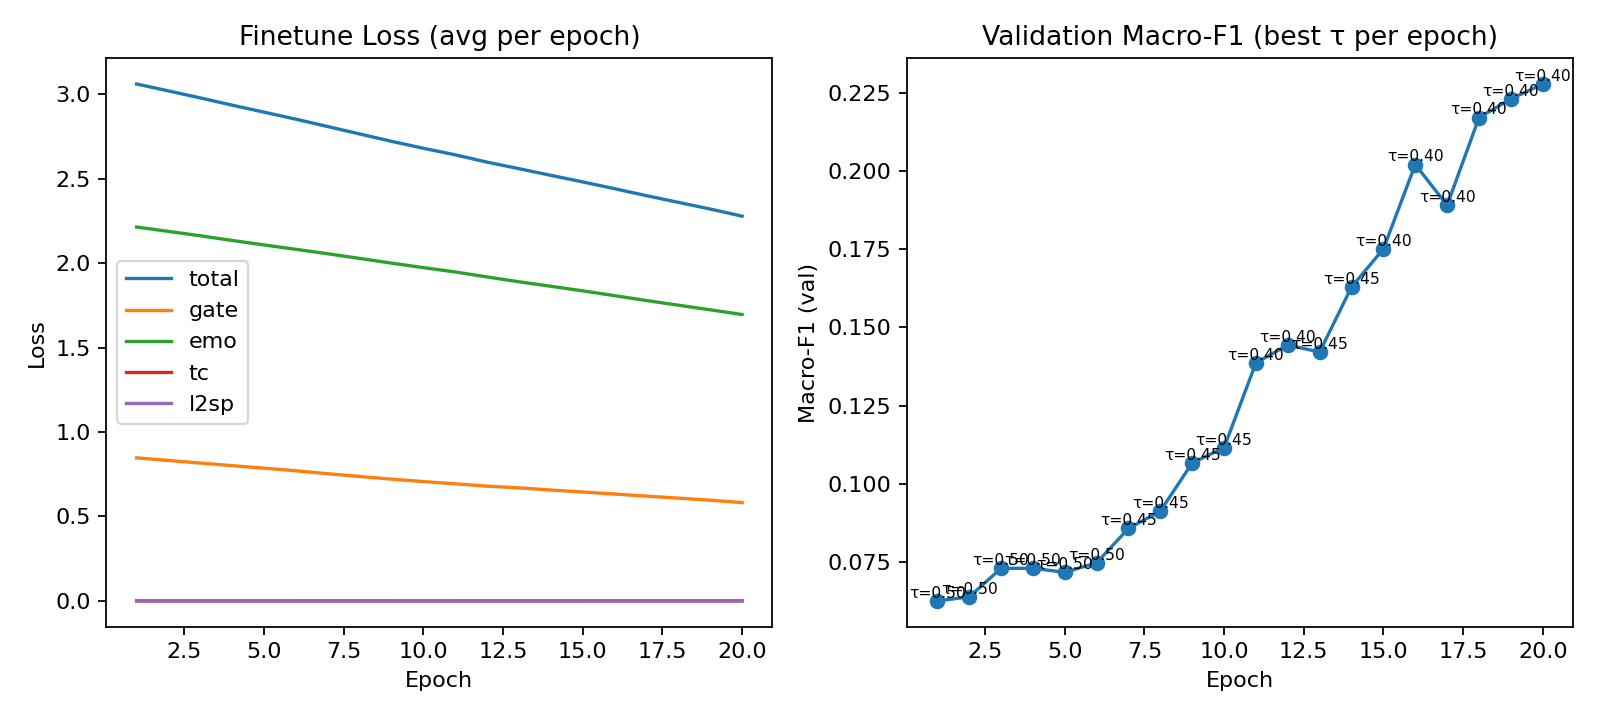 Finetune Loss (avg per epoch)
3.0
2.5
2.0
1.5
1.0
0.5
0.0
Loss
total
gate
emo
tc
l2sp
2.5 5.0 7.5 10.0 12.5 15.0 17.5 20.0
Epoch
Validation Macro-F1 (best τ per epoch)
0.225
0.200
0.175
0.150
0.125
0.100
0.075
Macro-F1 (val)
τ=0.50
τ=0.50
τ=0.50
τ=0.50
τ=0.50
τ=0.50
τ=0.45
τ=0.45
τ=0.45
τ=0.45
τ=0.40
τ=0.40
τ=0.45
τ=0.45
τ=0.40
τ=0.40
τ=0.40
τ=0.40
τ=0.40
τ=0.40
2.5 5.0 7.5 10.0 12.5 15.0 17.5 20.0
Epoch